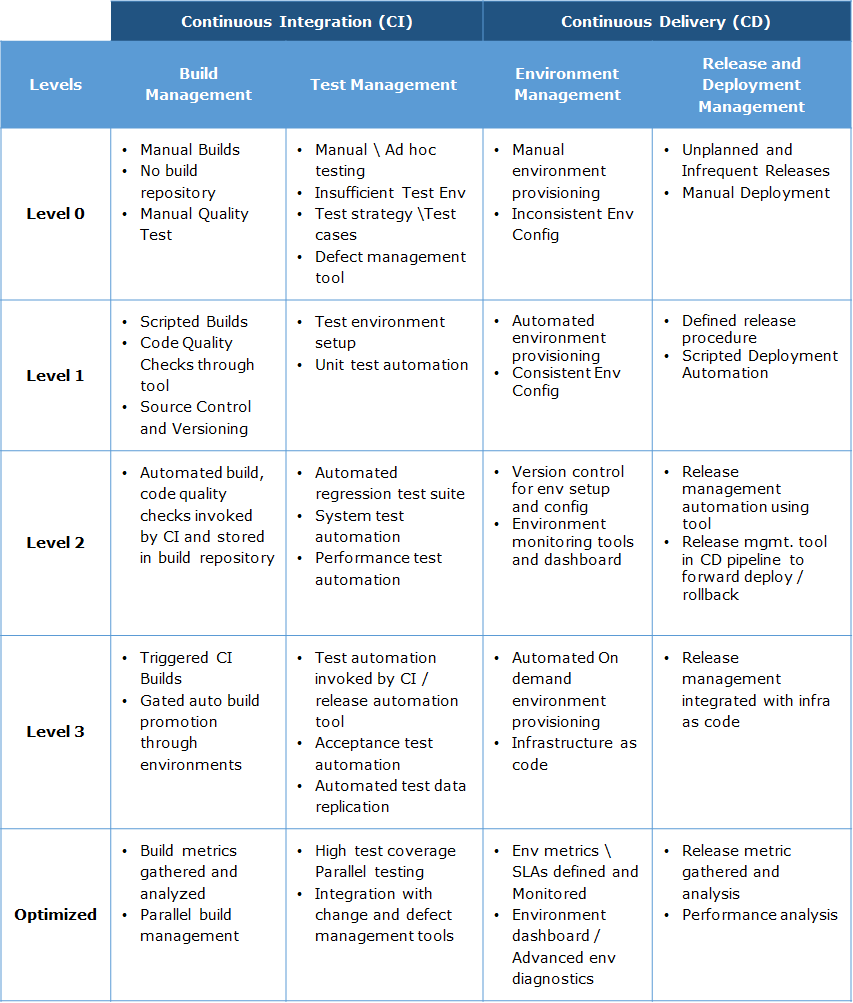 Continuous Integration (CI)
Continuous Delivery (CD)
Levels
Build
Management
Test Management
Environment
Management
Release and
Deployment
Management
Level 0
• Manual Builds
• No build
repository
• Manual Quality
Test
• Manual \ Ad hoc
testing
• Insufficient Test Env
• Test strategy \Test
cases
• Defect management
tool
• Manual
environment
provisioning
• Inconsistent Env
Config
• Unplanned and
Infrequent Releases
• Manual Deployment
Level 1
• Scripted Builds
• Code Quality
Checks through
tool
• Source Control
and Versioning
• Test environment
setup
• Unit test automation
• Automated
environment
provisioning
• Consistent Env
Config
• Defined release
procedure
• Scripted Deployment
Automation
Level 2
• Automated build,
code quality
checks invoked
by CI and stored
in build repository
• Automated
regression test suite
• System test
automation
• Performance test
automation
• Version control
for env setup
and config
• Environment
monitoring tools
and dashboard
• Release
management
automation using
tool
• Release mgmt. tool
in CD pipeline to
forward deploy /
rollback
Level 3
• Triggered CI
Builds
• Gated auto build
promotion
through
environments
• Test automation
invoked by CI /
release automation
tool
• Acceptance test
automation
• Automated test data
replication
• Automated On
demand
environment
provisioning
• Infrastructure as
code
• Release
management
integrated with infra
as code
Optimized
• Build metrics
gathered and
analyzed
• Parallel build
management
• High test coverage
Parallel testing
• Integration with
change and defect
management tools
• Env metrics \
SLAs defined and
Monitored
• Environment
dashboard /
Advanced env
diagnostics
• Release metric
gathered and
analysis
• Performance analysis